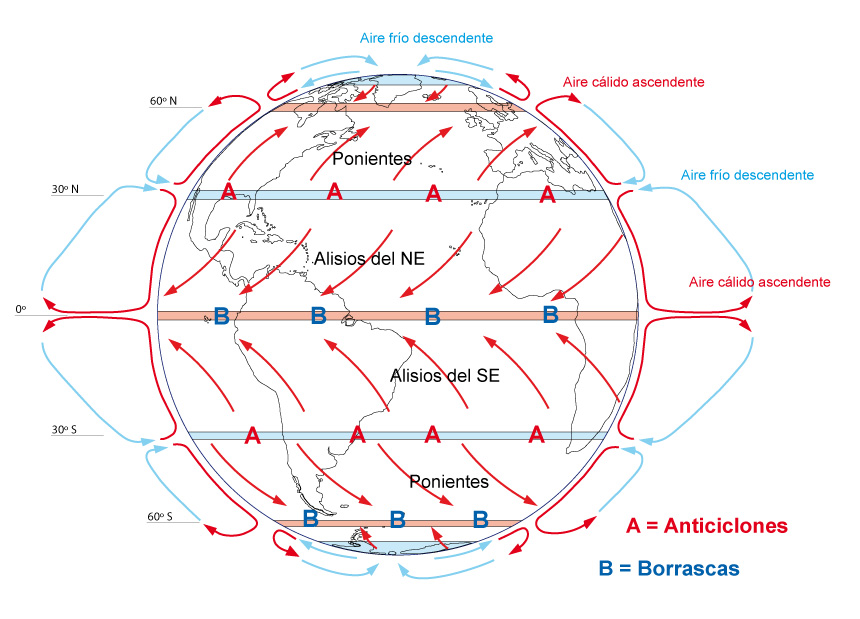 Aire frío descendente
Aire cálido ascendente
60º N
Ponientes
Aire frío descendente
30º N
A A A A
Alisios del NE
Aire cálido ascendente
0º
B B B B
Alisios del SE
30º S
A A A A
Ponientes
60º S
B B B
A = Anticiclones
B = Borrascas